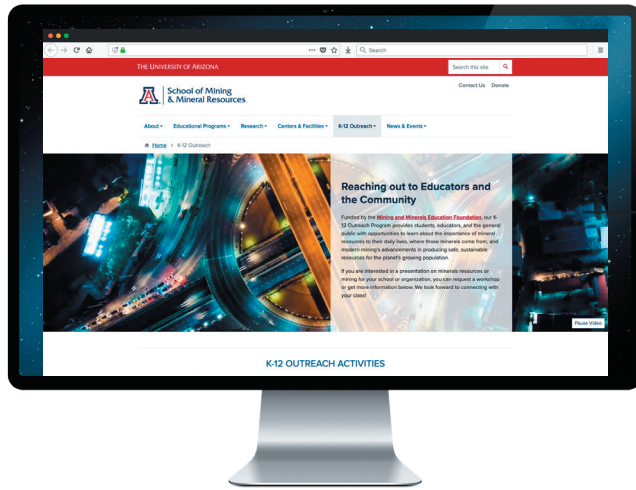 Search
THE UNIVERSITY OF ARIZONA
Search this site
Contact Us Donate
A
School of Mining
& Mineral Resources
About Educational Programs Research Centers & Facilities K-12 Outreach News & Events
Home K-12 Outreach
Reaching out to Educators and
the Community
Funded by the Mining and Minerals Education Foundation, our K-
12 Outreach Program provides students, educators, and the general
public with opportunities to learn about the importance of mineral
resources to their daily lives, where those minerals come from, and
modern mining's advancements in producing safe, sustainable
resources for the planet's growing population.
If you are interested in a presentation on minerals resources or
mining for your school or organization, you can request a workshop
or get more information below. We look forward to connecting with
your class!
Pause Video
K-12 OUTREACH ACTIVITIES